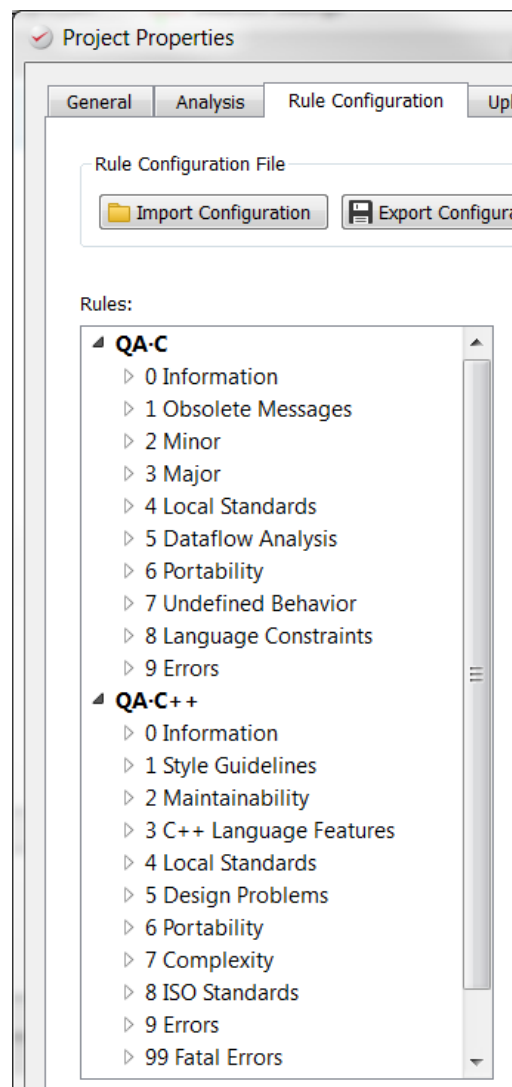 Project Properties
General Analysis Rule Configuration Upl
Rule Configuration File
Import Configuration Export Configura
Rules:
QA·C
0 Information
1 Obsolete Messages
2 Minor
3 Major
4 Local Standards
5 Dataflow Analysis
6 Portability
7 Undefined Behavior
8 Language Constraints
9 Errors
QA·C++
0 Information
1 Style Guidelines
2 Maintainability
3 C++ Language Features
4 Local Standards
5 Design Problems
6 Portability
7 Complexity
8 ISO Standards
9 Errors
99 Fatal Errors